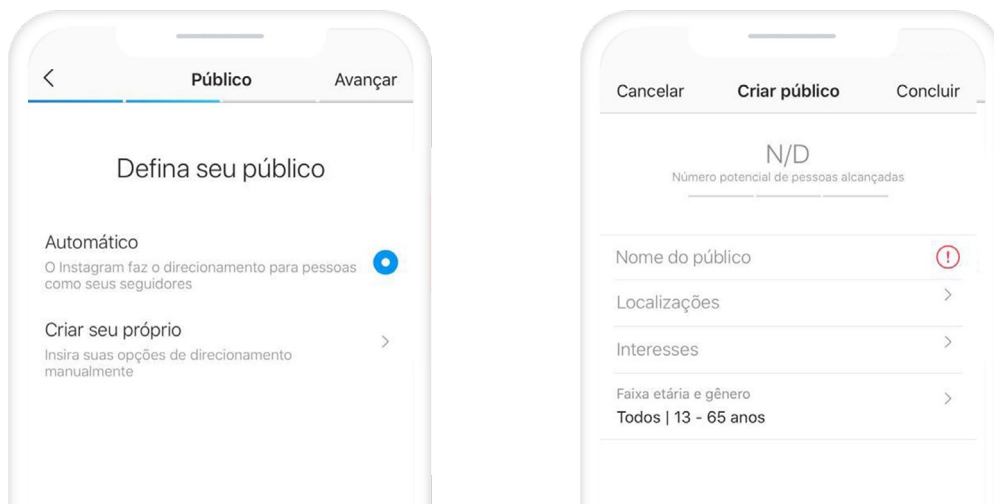 Público
Avançar
Defina seu público
Automático
O Instagram faz o direcionamento para pessoas
como seus seguidores
Criar seu próprio
Insira suas opções de direcionamento
manualmente
Cancelar
Criar público
Concluir
N/D
Número potencial de pessoas alcançadas
Nome do público
Localizações
Interesses
Faixa etária e gênero
Todos | 13 - 65 anos